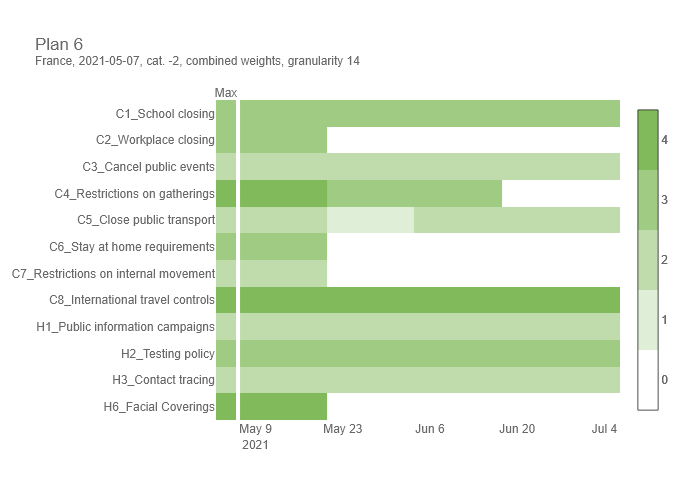 Plan 6
France, 2021-05-07, cat. -2, combined weights, granularity 14
Max
C1_School closing
C2_Workplace closing
C3_Cancel public events
C4_Restrictions on gatherings
C5_Close public transport
C6_Stay at home requirements
C7_Restrictions on internal movement
C8_International travel controls
H1_Public information campaigns
H2_Testing policy
H3_Contact tracing
H6_Facial Coverings
May 9 May 23 Jun 6 Jun 20 Jul 4
2021
4
3
2
1
0